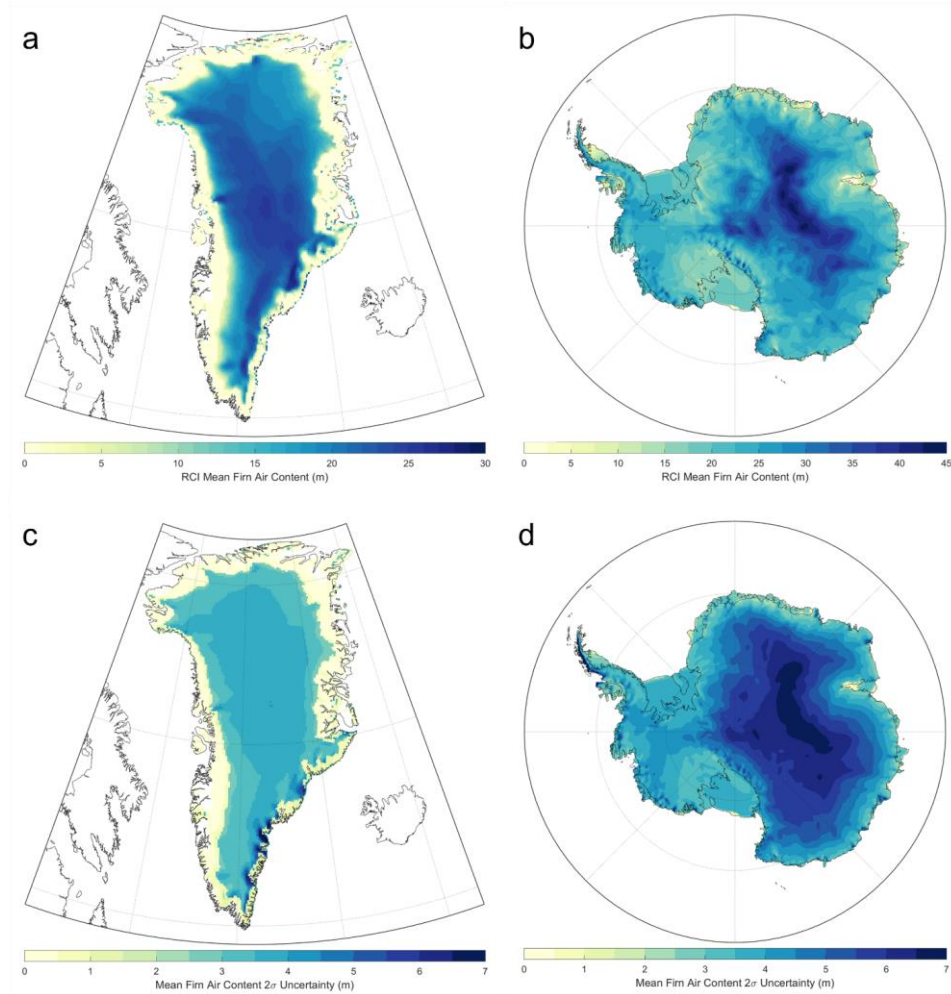 a
b
0 5 10 15 20 25 30
RCI Mean Firn Air Content (m)
0 5 10 15 20 25 30 35 40 45
RCI Mean Firn Air Content (m)
c
d
0 1 2 3 4 5 6 7
Mean Firn Air Content 2σ Uncertainty (m)
0 1 2 3 4 5 6 7
Mean Firn Air Content 2σ Uncertainty (m)